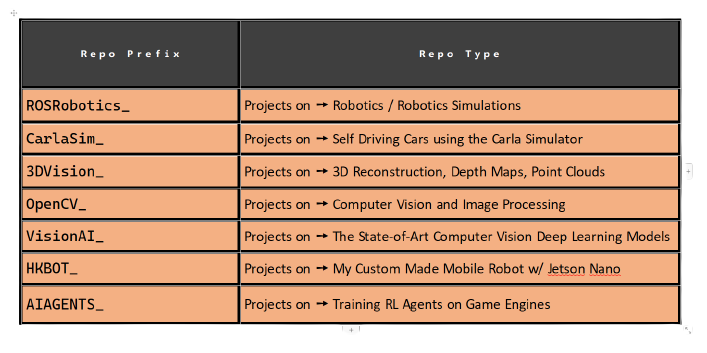 Repo Prefix Repo Type
ROSRobotics_ Projects on → Robotics / Robotics Simulations
CarlaSim_ Projects on → Self Driving Cars using the Carla Simulator
3DVision_ Projects on → 3D Reconstruction, Depth Maps, Point Clouds
OpenCV_ Projects on → Computer Vision and Image Processing
VisionAI_ Projects on → The State-of-Art Computer Vision Deep Learning Models
HKBOT_ Projects on → My Custom Made Mobile Robot w/ Jetson Nano
AIAGENTS_ Projects on → Training RL Agents on Game Engines